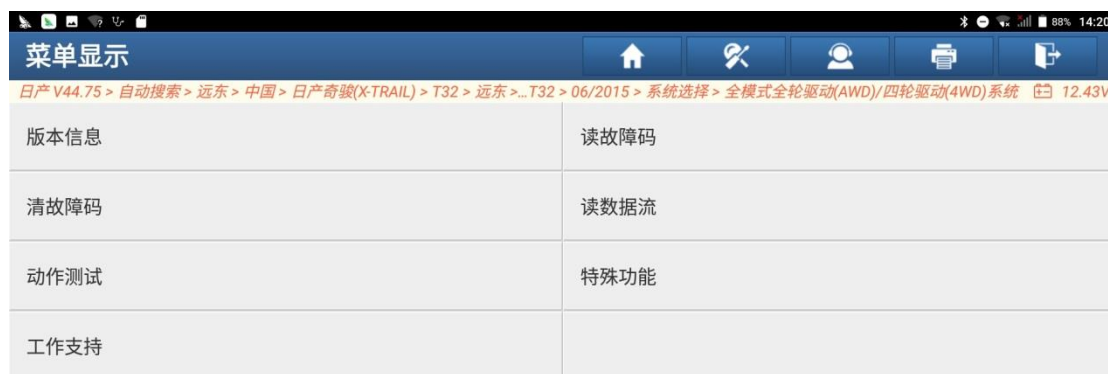 88% 14:20
菜单显示
日产 V44.75 > 自动搜索 > 远东 > 中国 > 日产奇骏(X-TRAIL) > T32 > 远东 >...T32 > 06/2015 > 系统选择 > 全模式全轮驱动(AWD)/四轮驱动(4WD)系统 12.43V
版本信息 读故障码
清故障码 读数据流
动作测试 特殊功能
工作支持